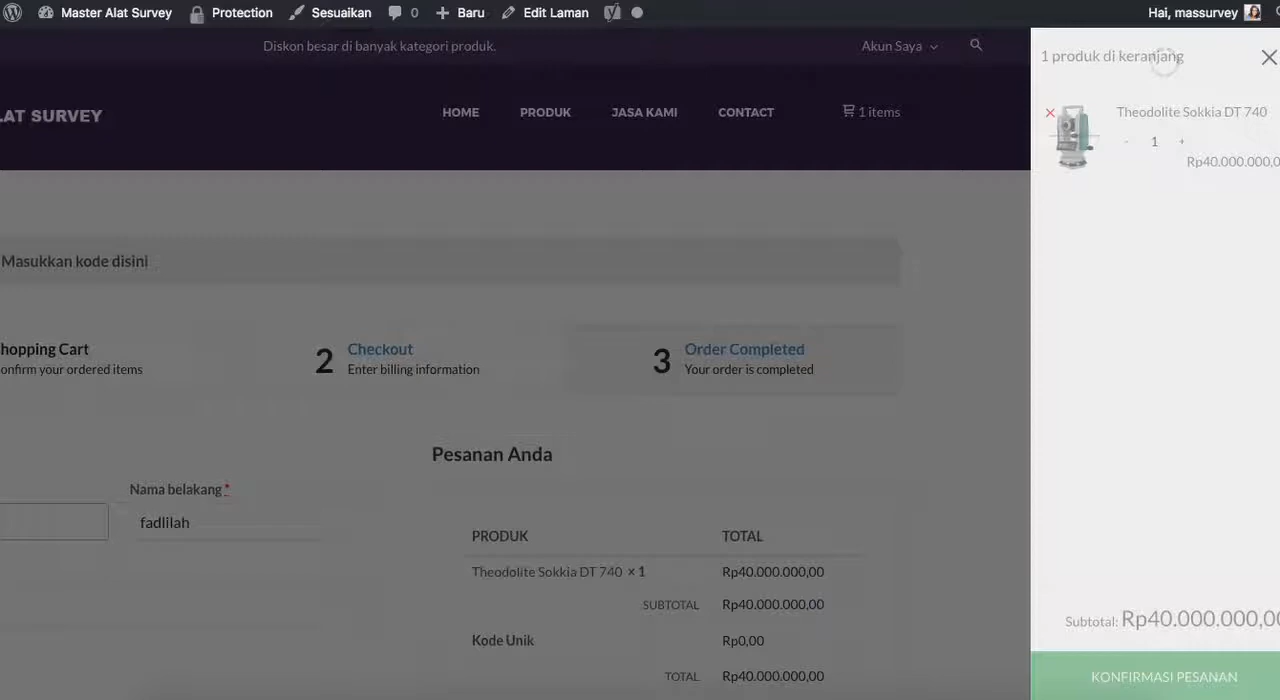 Master Alat Survey Protection Sesuaikan 0 Baru Edit Laman Hai, massurvey
Diskon besar di banyak kategori produk. Akun Saya
LAT SURVEY HOME PRODUK JASA KAMI CONTACT 1 items
1 produk di keranjang
Theodolite Sokkia DT 740
- 1 +
Rp40.000.000,0
Masukkan kode disini
hopping Cart
onfirm your ordered items
2 Checkout
Enter billing information
3 Order Completed
Your order is completed
Nama belakang *
fadlilah
Pesanan Anda
PRODUK TOTAL
Theodolite Sokkia DT 740 × 1 Rp40.000.000,00
SUBTOTAL Rp40.000.000,00
Kode Unik Rp0,00
TOTAL Rp40.000.000,00
Subtotal: Rp40.000.000,00
KONFIRMASI PESANAN